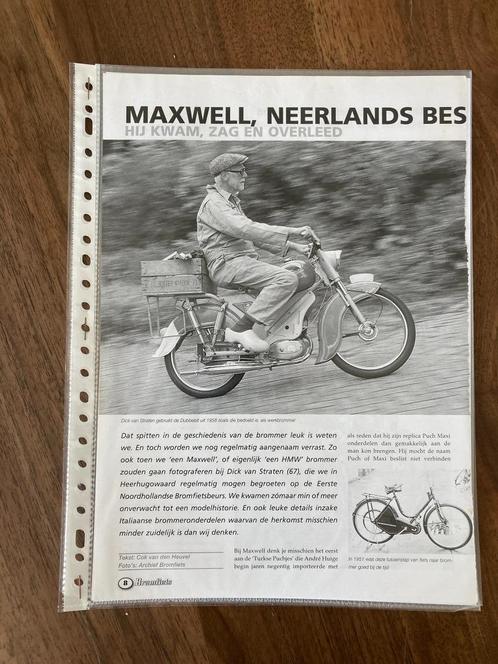 MAXWELL, NEERLANDS BES
HIJ KWAM, ZAG EN OVERLEED
Dick van Straten gebruikt de Dubbelbit uit 1958 zoals die bedoeld is: als werkbrommer
Dat spitten in de geschiedenis van de brommer leuk is weten
we. En toch worden we nog regelmatig aangenaam verrast. Zo
ook toen we 'een Maxwell', of eigenlijk 'een HMW' brommer
zouden gaan fotograferen bij Dick van Straten (67), die we in
Heerhugowaard regelmatig mogen begroeten op de Eerste
Noordhollandse Bromfietsbeurs. We kwamen zómaar min of meer
onverwacht tot een modelhistorie. En ook leuke details inzake
Italiaanse brommeronderdelen waarvan de herkomst misschien
minder duidelijk is dan wij denken.
Tekst: Cok van den Heuvel
Foto's: Archief Bromfiets
8 Bromfiets
Bij Maxwell denk je misschien het eerst
aan de 'Turkse Puchjes' die André Huige
begin jaren negentig importeerde met
als reden dat hij zijn replica Puch Maxi
onderdelen dan gemakkelijk aan de
man kon brengen. Hij mocht de naam
Puch of Maxi beslist niet verbinden
In 1951 was deze tussenstap van fiets naar brom-
mer goed bij de tijd